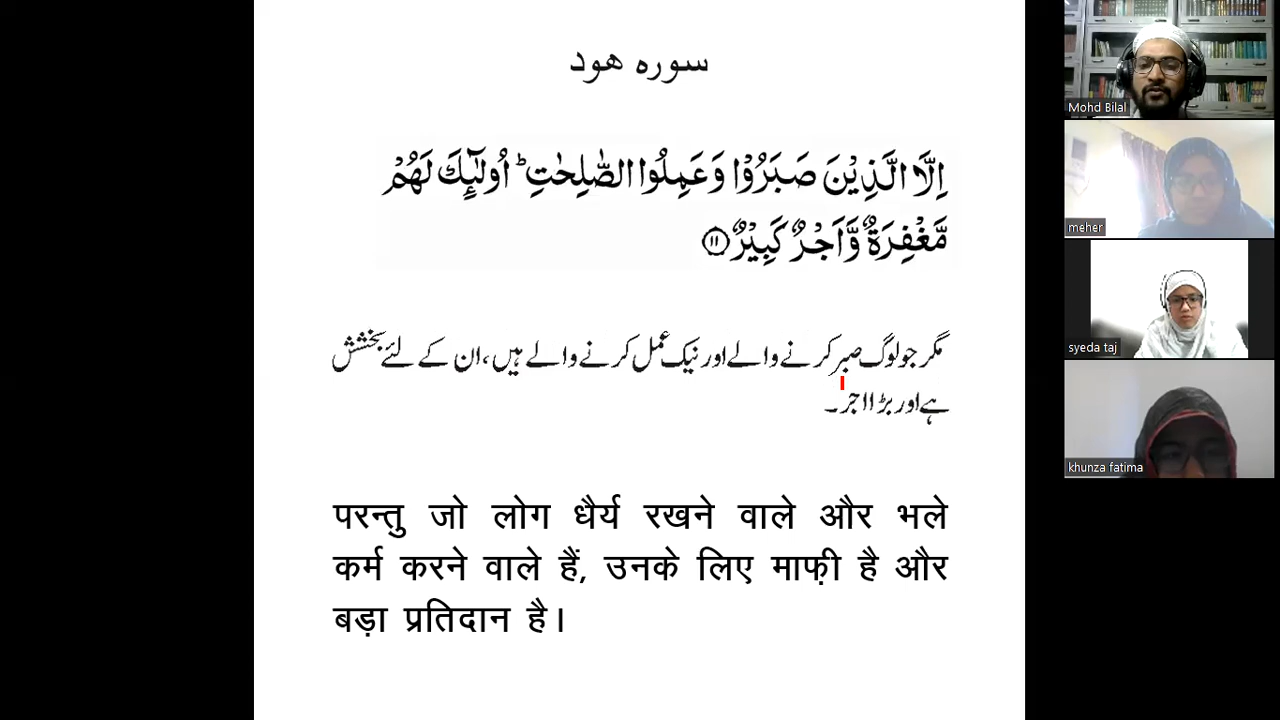 سورہ ھود
اِلَّا الَّذِيْنَ صَبَرُوْا وَعَمِلُوا الصّٰلِحٰتِ ؕ اُولٰٓئِكَ لَهُمْ
مَّغْفِرَةٌ وَّاَجْرٌ كَبِيْرٌ ۝۱۱
مگر جو لوگ صبر کرنے والے اور نیک عمل کرنے والے ہیں، ان کے لئے بخشش
ہے اور بڑا اجر۔
परन्तु जो लोग धैर्य रखने वाले और भले
कर्म करने वाले हैं, उनके लिए माफ़ी है और
बड़ा प्रतिदान है।
Mohd Bilal
meher
syeda taj
khunza fatima